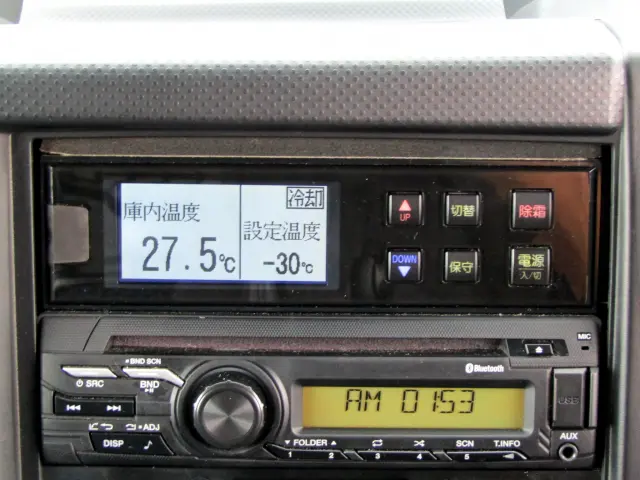 冷却
庫内温度
設定温度
27.5℃
-30℃
UP
切替
除霜
DOWN
保守
電源
入/切
Bluetooth
MIC
BND SCN
SRC
BND
ADJ
DISP
AM 01:53
USB
AUX
FOLDER
SCN
T.INFO
1 2 3 4 5